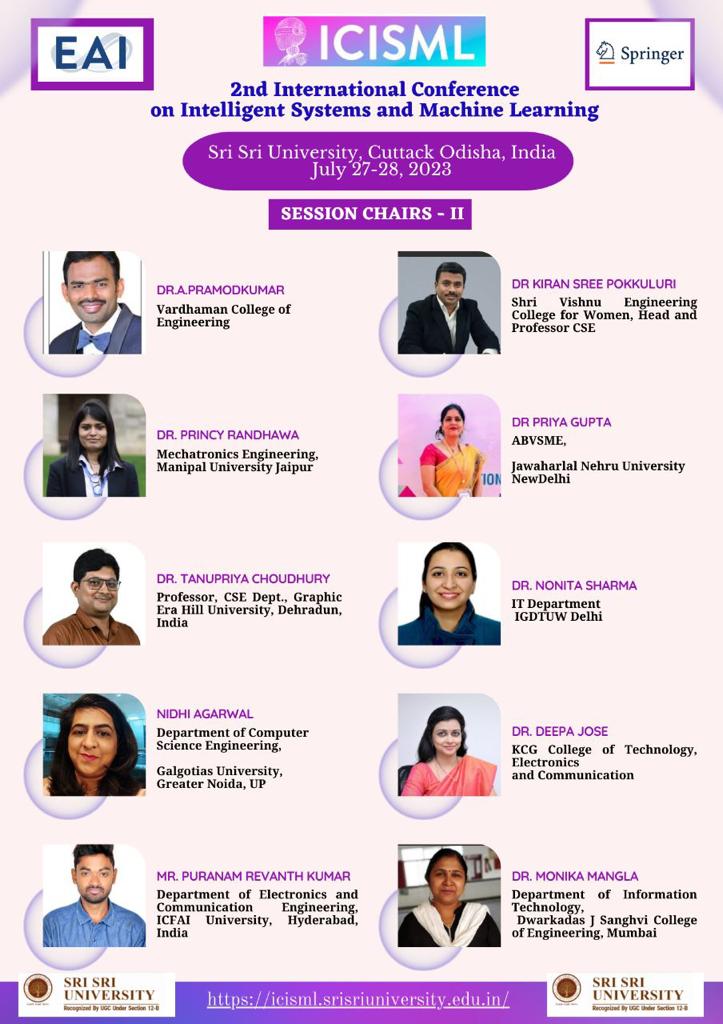 EAI
ICISML
Springer
2nd International Conference
on Intelligent Systems and Machine Learning
Sri Sri University, Cuttack Odisha, India
July 27-28, 2023
SESSION CHAIRS - II
DR.A.PRAMODKUMAR
Vardhaman College of
Engineering
DR KIRAN SREE POKKULURI
Shri Vishnu Engineering
College for Women, Head and
Professor CSE
DR. PRINCY RANDHAWA
Mechatronics Engineering,
Manipal University Jaipur
DR PRIYA GUPTA
ABVSME,
Jawaharlal Nehru University
NewDelhi
ION
DR. TANUPRIYA CHOUDHURY
Professor, CSE Dept., Graphic
Era Hill University, Dehradun,
India
DR. NONITA SHARMA
IT Department
IGDTUW Delhi
NIDHI AGARWAL
Department of Computer
Science Engineering,
Galgotias University,
Greater Noida, UP
DR. DEEPA JOSE
KCG College of Technology,
Electronics
and Communication
MR. PURANAM REVANTH KUMAR
Department of Electronics and
Communication Engineering,
ICFAI University, Hyderabad,
India
DR. MONIKA MANGLA
Department of Information
Technology,
Dwarkadas J Sanghvi College
of Engineering, Mumbai
SRI SRI
UNIVERSITY
Recognized By UGC Under Section 12-B
https://icisml.srisriuniversity.edu.in/
SRI SRI
UNIVERSITY
Recognized By UGC Under Section 12-B